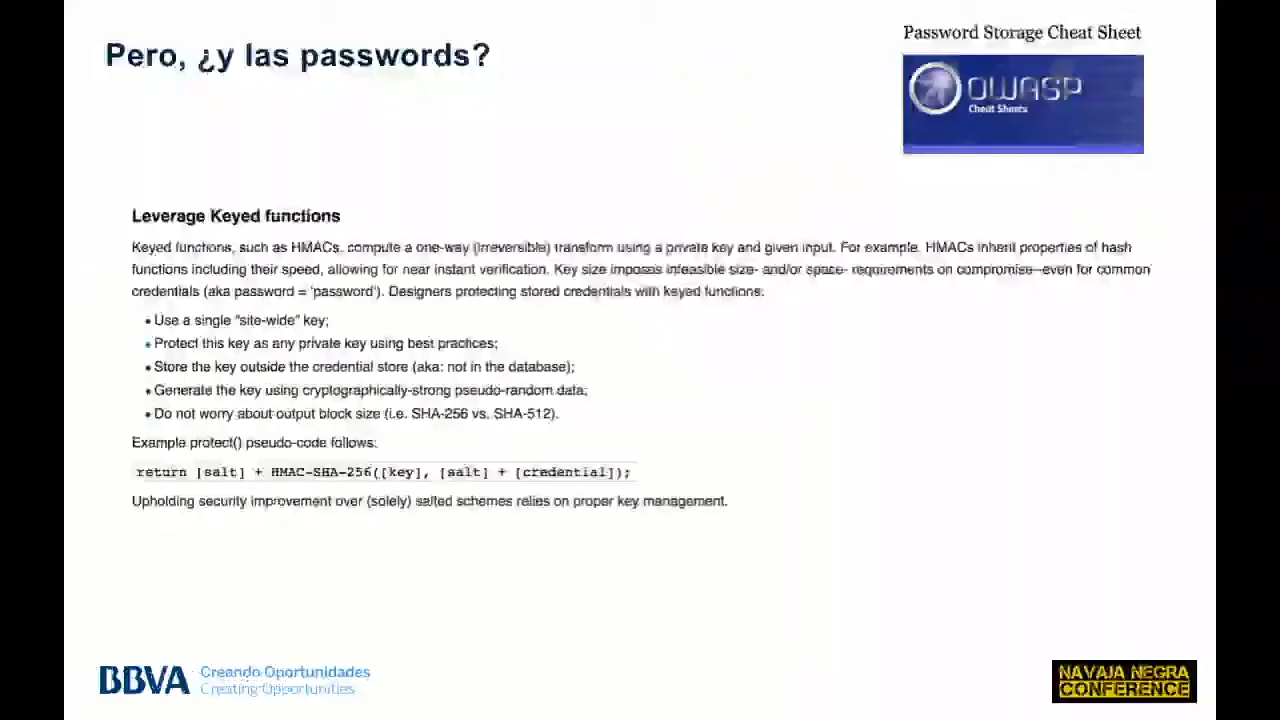 Pero, ¿y las passwords?
Password Storage Cheat Sheet
OWASP
Cheat Sheets
Leverage Keyed functions
Keyed functions, such as HMACs, compute a one-way (irreversible) transform using a private key and given input. For example, HMACs inherit properties of hash
functions including their speed, allowing for near instant verification. Key size imposes infeasible size- and/or space- requirements on compromise--even for common
credentials (aka password = 'password'). Designers protecting stored credentials with keyed functions:
• Use a single "site-wide" key;
• Protect this key as any private key using best practices;
• Store the key outside the credential store (aka: not in the database);
• Generate the key using cryptographically-strong pseudo-random data;
• Do not worry about output block size (i.e. SHA-256 vs. SHA-512).
Example protect() pseudo-code follows:
return [salt] + HMAC-SHA-256([key], [salt] + [credential]);
Upholding security improvement over (solely) salted schemes relies on proper key management.
BBVA
Creando Oportunidades
Creating Opportunities
NAVAJA NEGRA
CONFERENCE